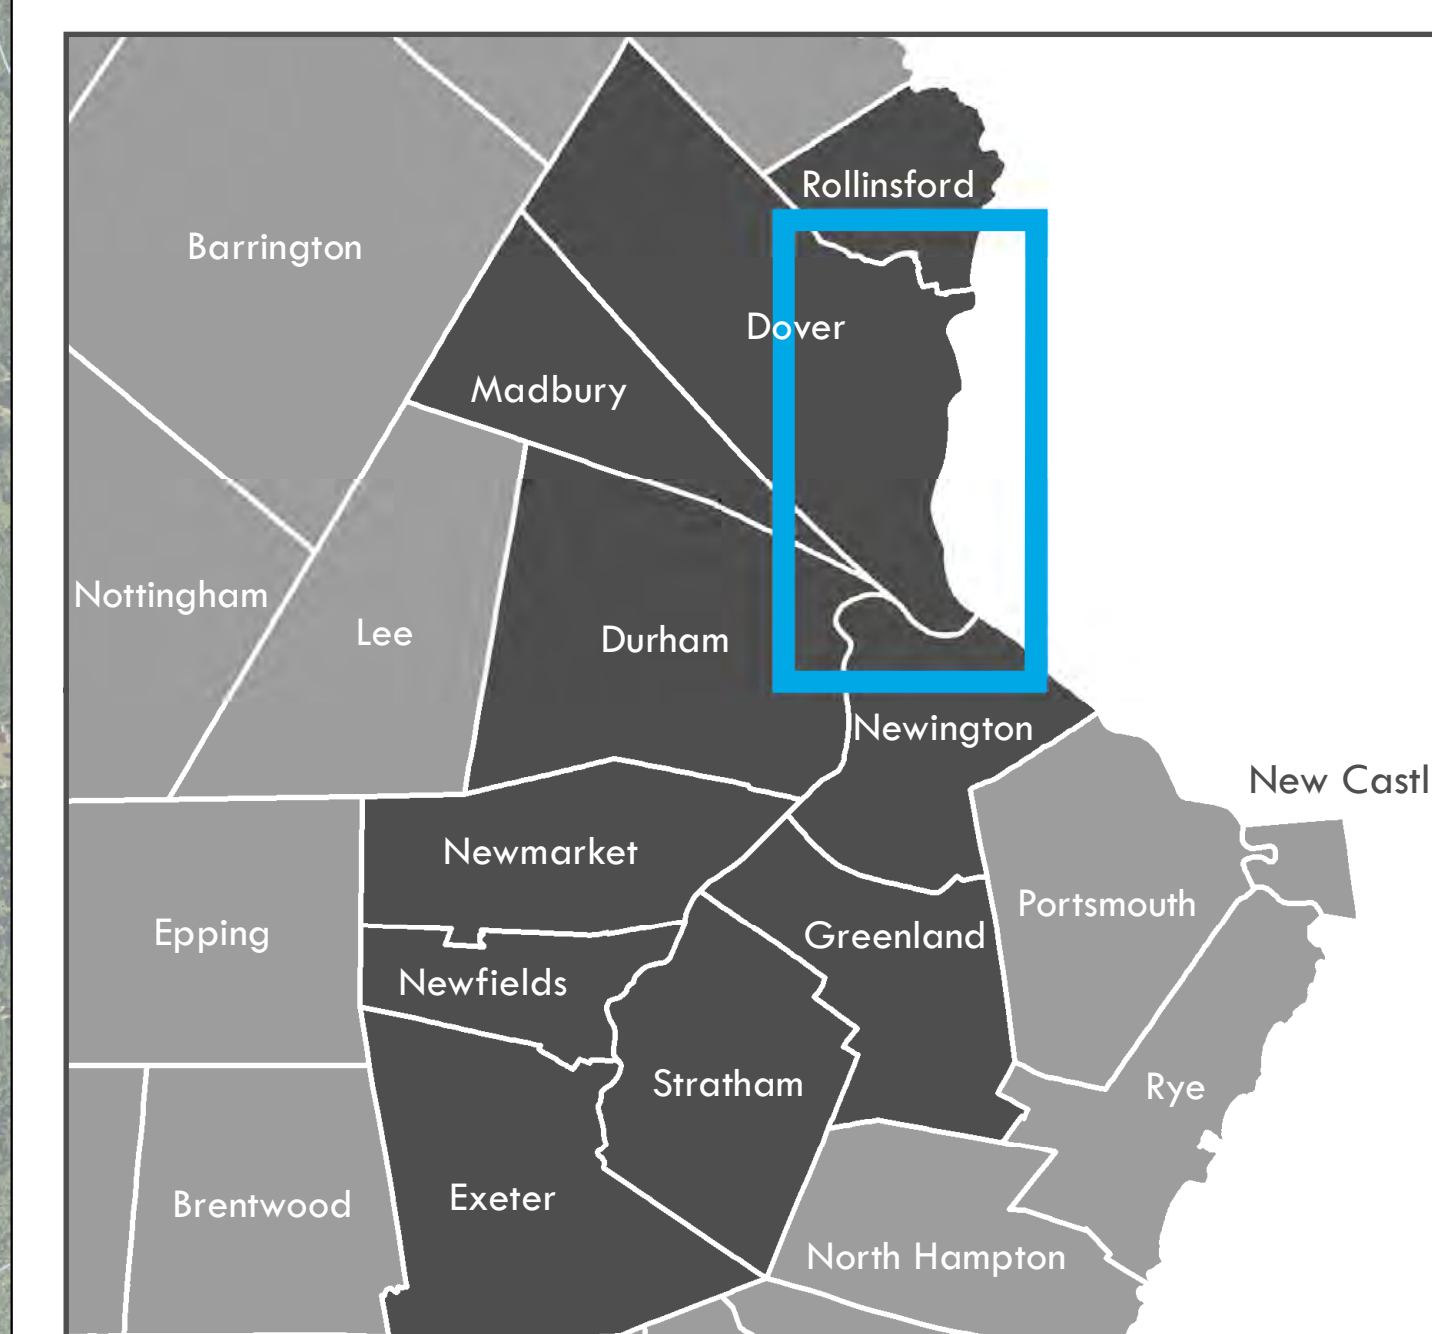 Rollinsford
Barrington
Dover
Madbury
Nottingham
Lee
Durham
Newington
New Castl
Newmarket
Portsmouth
Epping
Greenland
Newfields
Stratham
Rye
Brentwood
Exeter
North Hampton